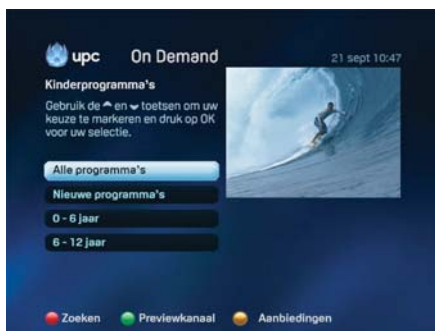 upc On Demand 21 sept 10:47
Kinderprogramma's
Gebruik de en toetsen om uw
keuze te markeren en druk op OK
voor uw selectie.
Alle programma's
Nieuwe programma's
0 - 6 jaar
6 - 12 jaar
Zoeken Previewkanaal Aanbiedingen